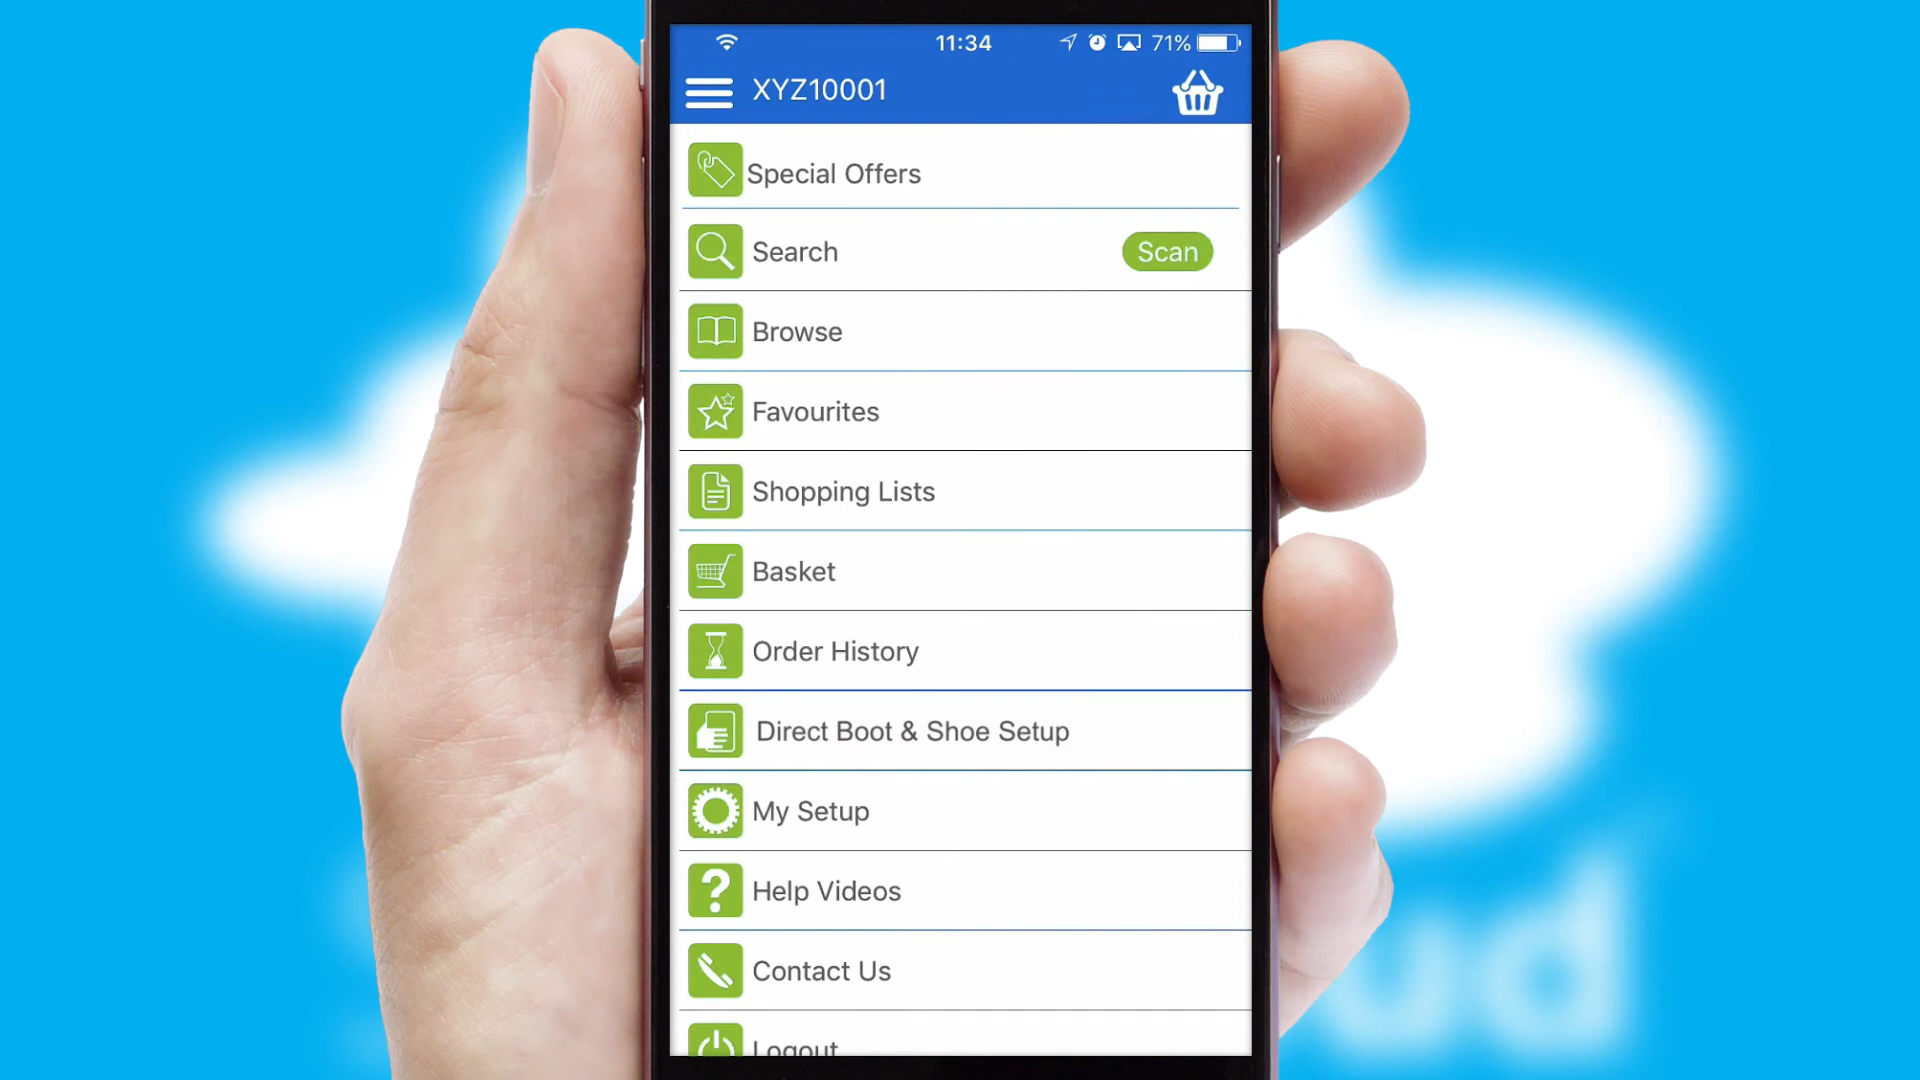 11:34
71%
XYZ10001
Special Offers
Search
Scan
Browse
Favourites
Shopping Lists
Basket
Order History
Direct Boot & Shoe Setup
My Setup
Help Videos
Contact Us
Logout